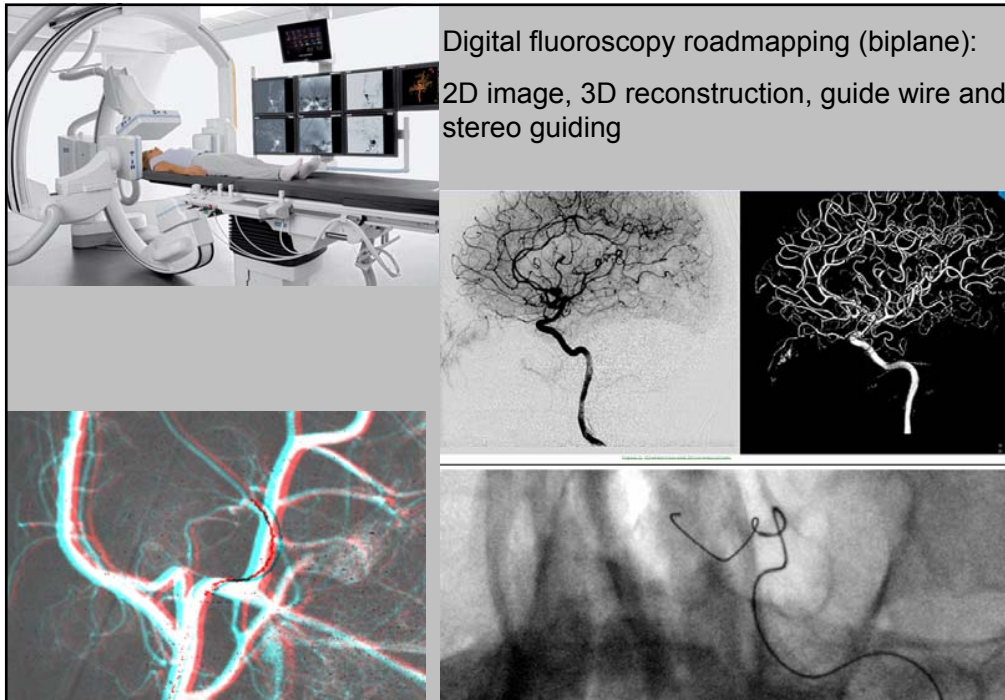 Digital fluoroscopy roadmapping (biplane):
2D image, 3D reconstruction, guide wire and
stereo guiding